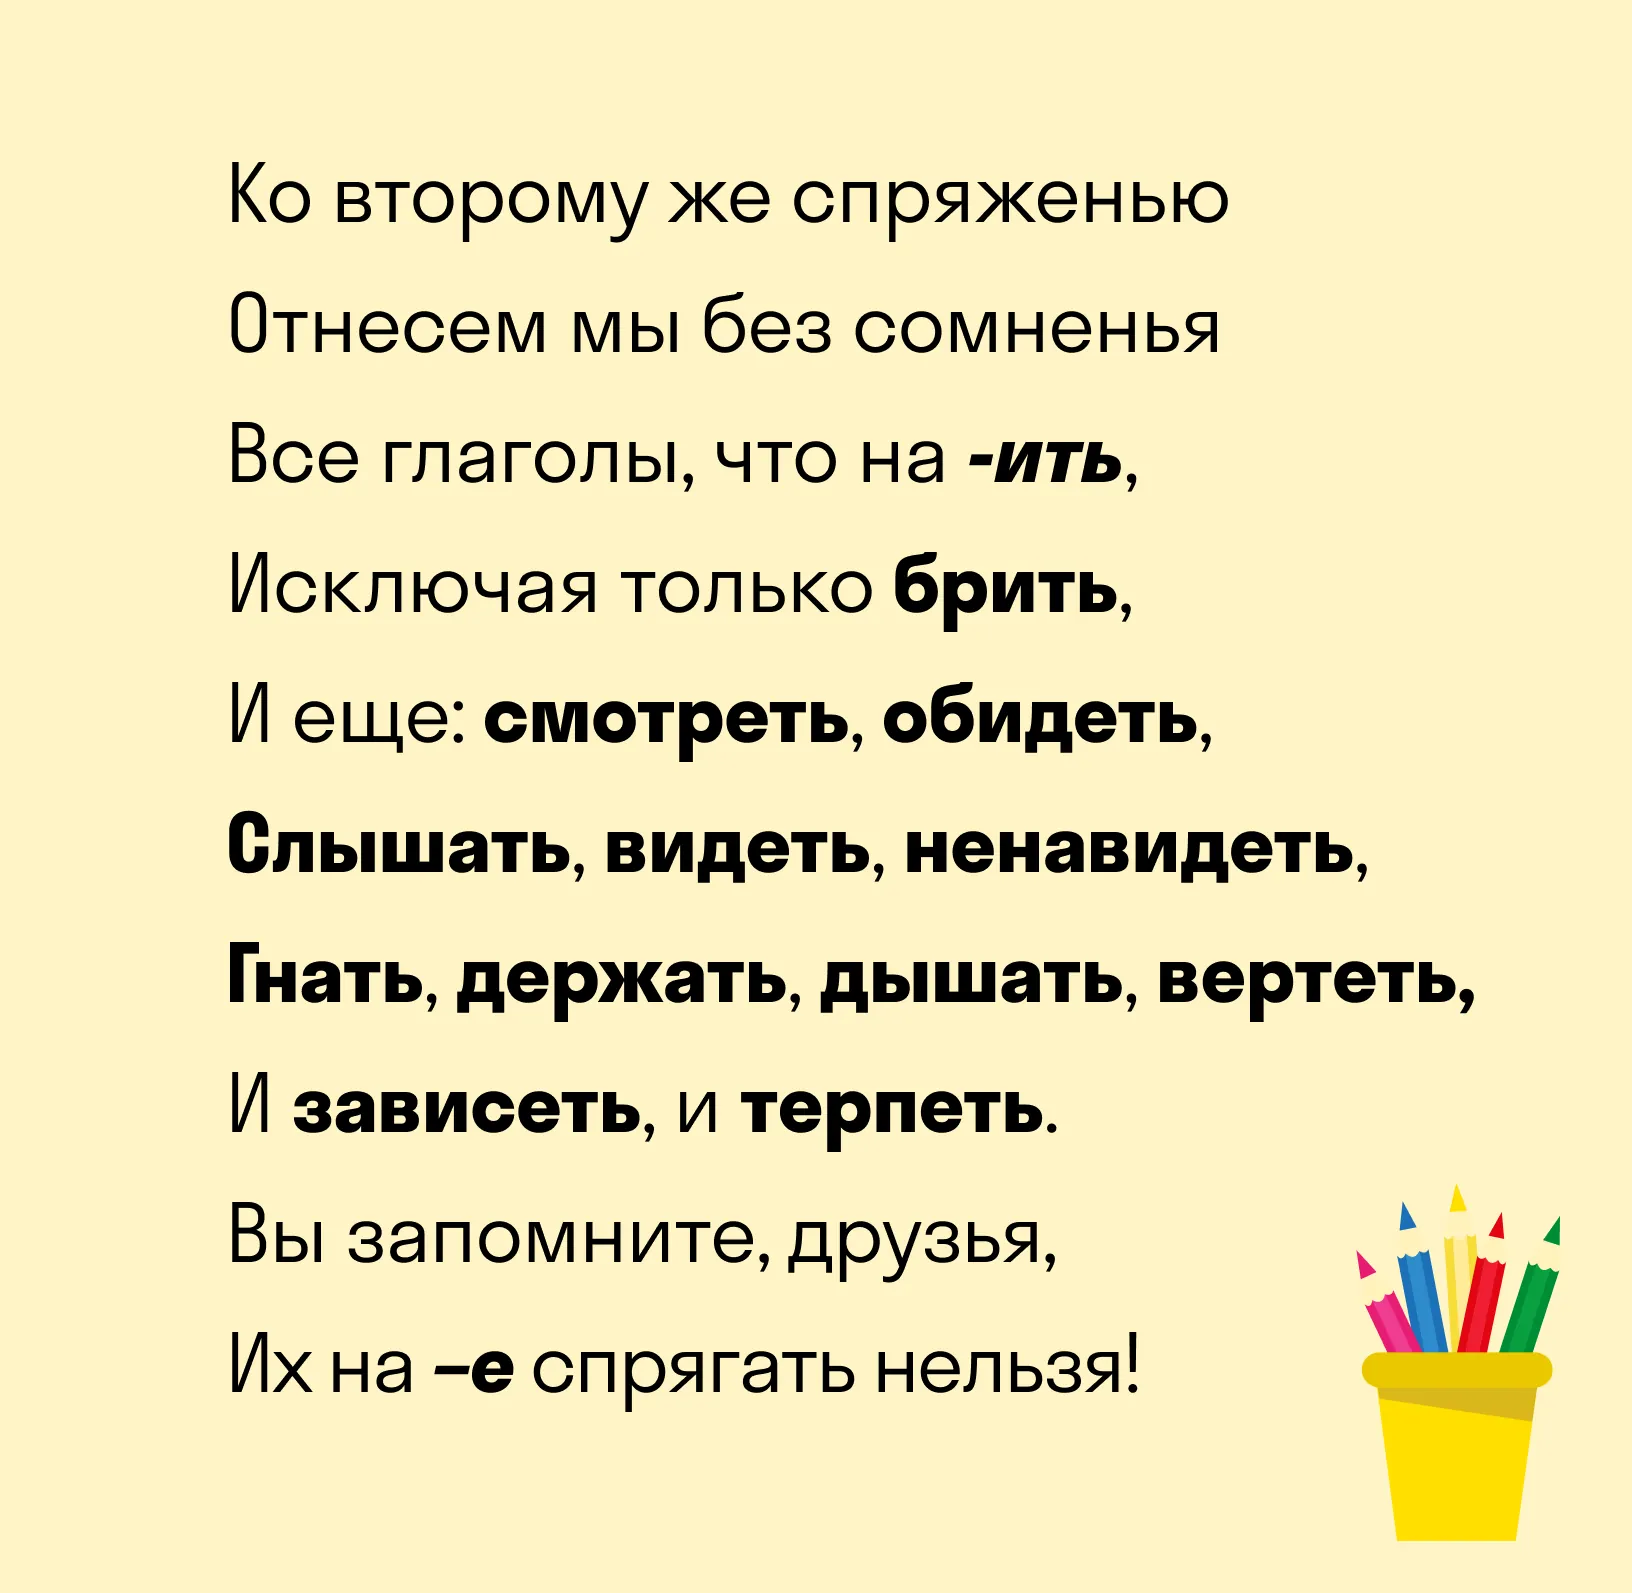 Ко второму же спряженью
Отнесем мы без сомненья
Все глаголы, что на -ить,
Исключая только брить,
И еще: смотреть, обидеть,
Слышать, видеть, ненавидеть,
Гнать, держать, дышать, вертеть,
И зависеть, и терпеть.
Вы запомните, друзья,
Их на –е спрягать нельзя!